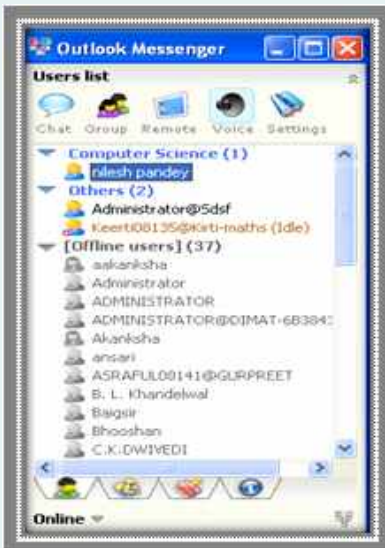 Outlook Messenger
Users list
Chat Group Remote Voice Settings
Computer Science (1)
nilesh pandey
Others (2)
Administrator@5dsf
Keerti08135@Kirti-maths (Idle)
[Offline users] (37)
aakanksha
Administrator
ADMINISTRATOR
ADMINISTRATOR@DIMAT-6B3841
Akanksha
ansari
ASRAFUL08141@GURPREET
B. L. Khandelwal
Baigsir
Bhooshan
C.K.DWIVEDI
Online